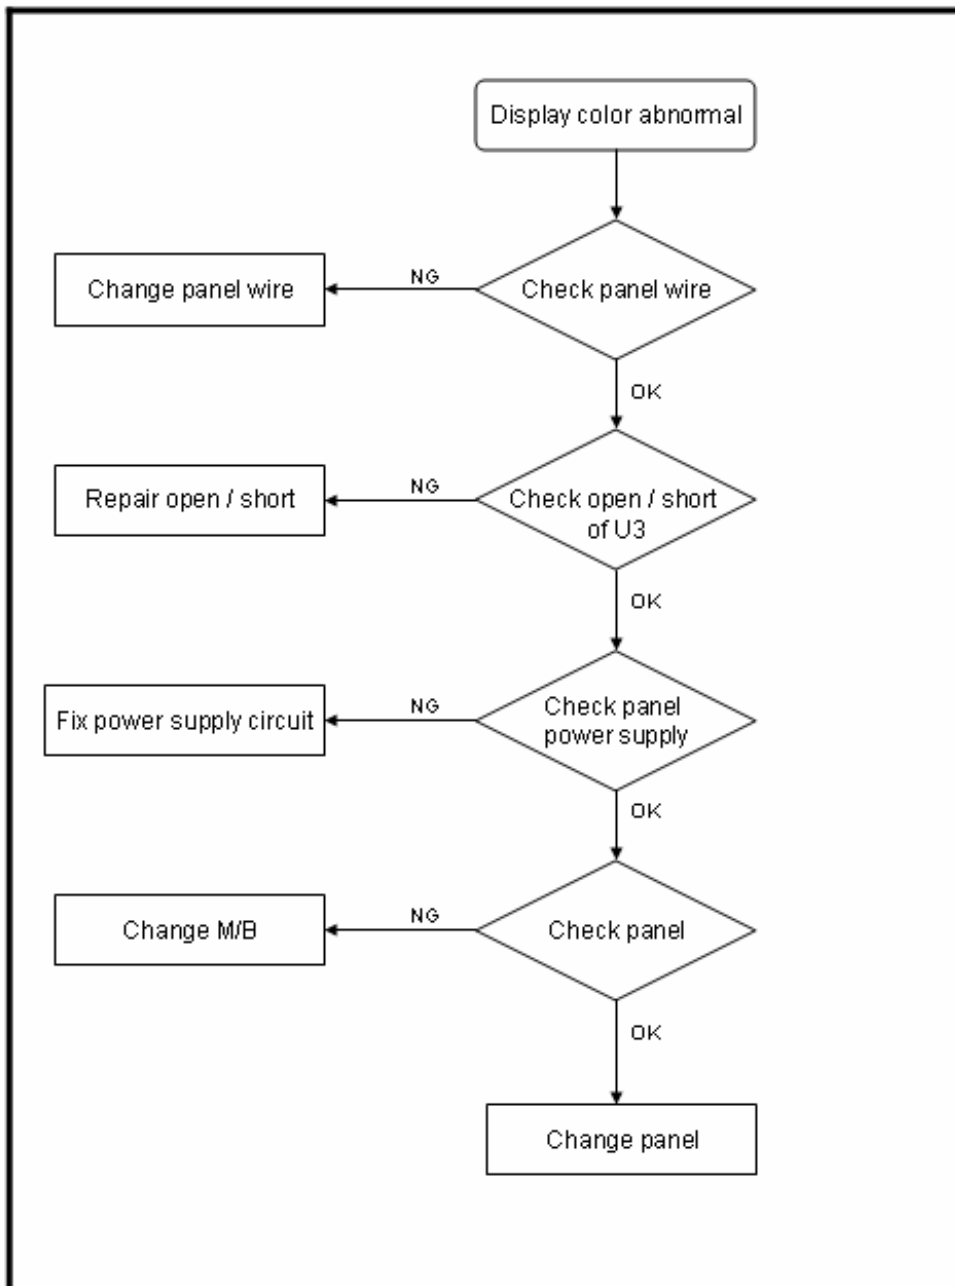 Display color abnormal
Change panel wire
NG
Check panel wire
OK
Repair open / short
NG
Check open / short
of U3
OK
Fix power supply circuit
NG
Check panel
power supply
OK
Change M/B
NG
Check panel
OK
Change panel